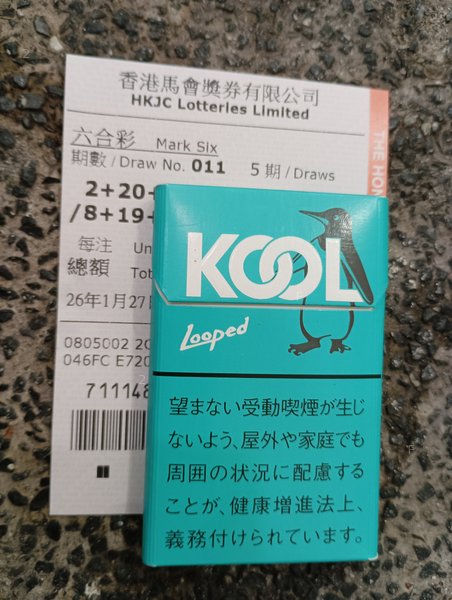 香港馬會獎券有限公司
HKJC Lotteries Limited
六合彩 Mark Six
期數 / Draw No. 011 5 期 / Draws
2+20
/8+19
每注
總額
26年1月27
0805002
046FC E720
71114
THE HON
KOOL
Looped
望まない受動喫煙が生じ
ないよう、屋外や家庭でも
周囲の状況に配慮する
ことが、健康増進法上、
義務付けられています。